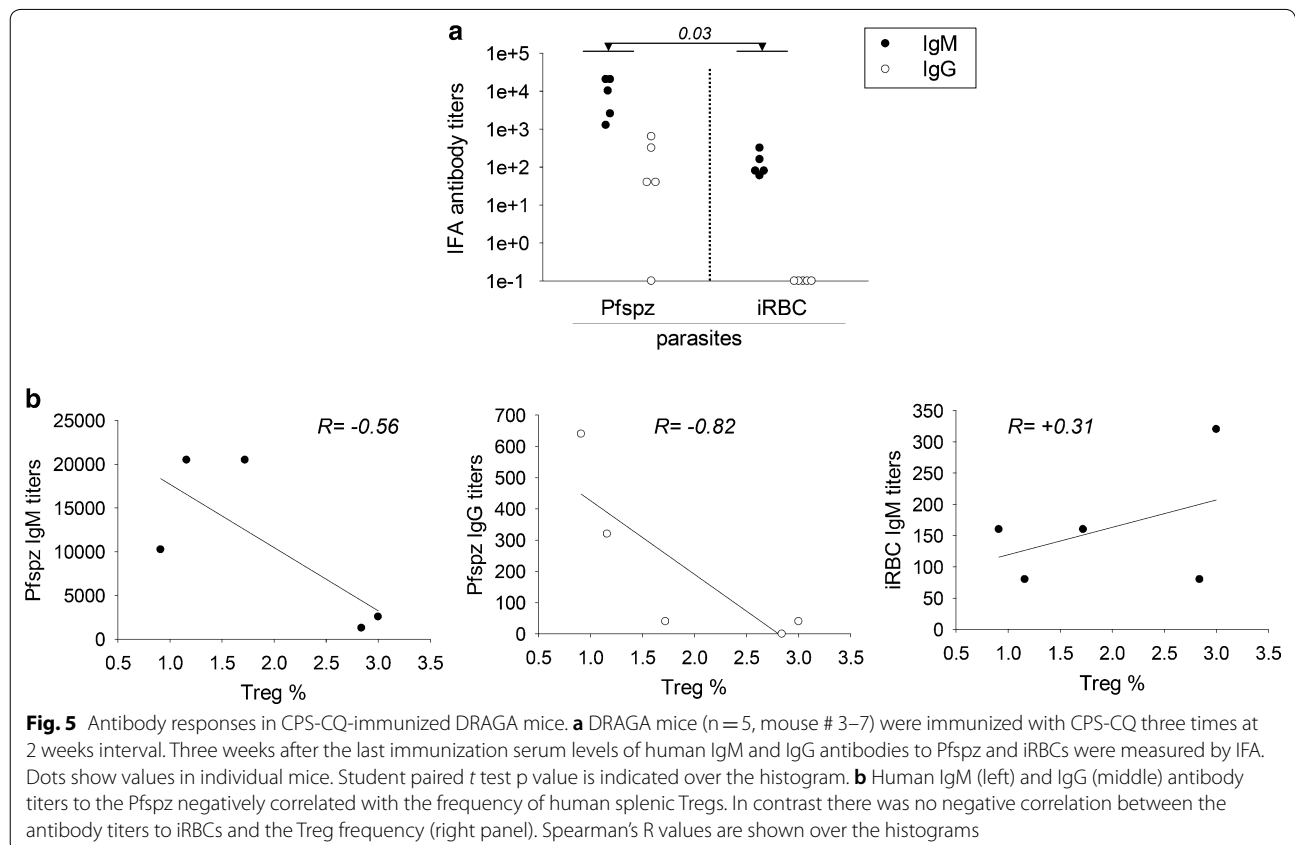 a
0.03
IgM
IgG
IFA antibody titers
1e+5
1e+4
1e+3
1e+2
1e+1
1e+0
1e-1
Pfspz iRBC
parasites
b
Pfspz IgM titers
25000
20000
15000
10000
5000
0
R= -0.56
0.5 1.0 1.5 2.0 2.5 3.0 3.5
Treg %
Pfspz IgG titers
700
600
500
400
300
200
100
0
R= -0.82
0.5 1.0 1.5 2.0 2.5 3.0 3.5
Treg %
iRBC IgM titers
350
300
250
200
150
100
50
0
R= +0.31
0.5 1.0 1.5 2.0 2.5 3.0 3.5
Treg %
Fig. 5 Antibody responses in CPS-CQ-immunized DRAGA mice. a DRAGA mice (n = 5, mouse # 3–7) were immunized with CPS-CQ three times at
2 weeks interval. Three weeks after the last immunization serum levels of human IgM and IgG antibodies to Pfspz and iRBCs were measured by IFA.
Dots show values in individual mice. Student paired t test p value is indicated over the histogram. b Human IgM (left) and IgG (middle) antibody
titers to the Pfspz negatively correlated with the frequency of human splenic Tregs. In contrast there was no negative correlation between the
antibody titers to iRBCs and the Treg frequency (right panel). Spearman's R values are shown over the histograms